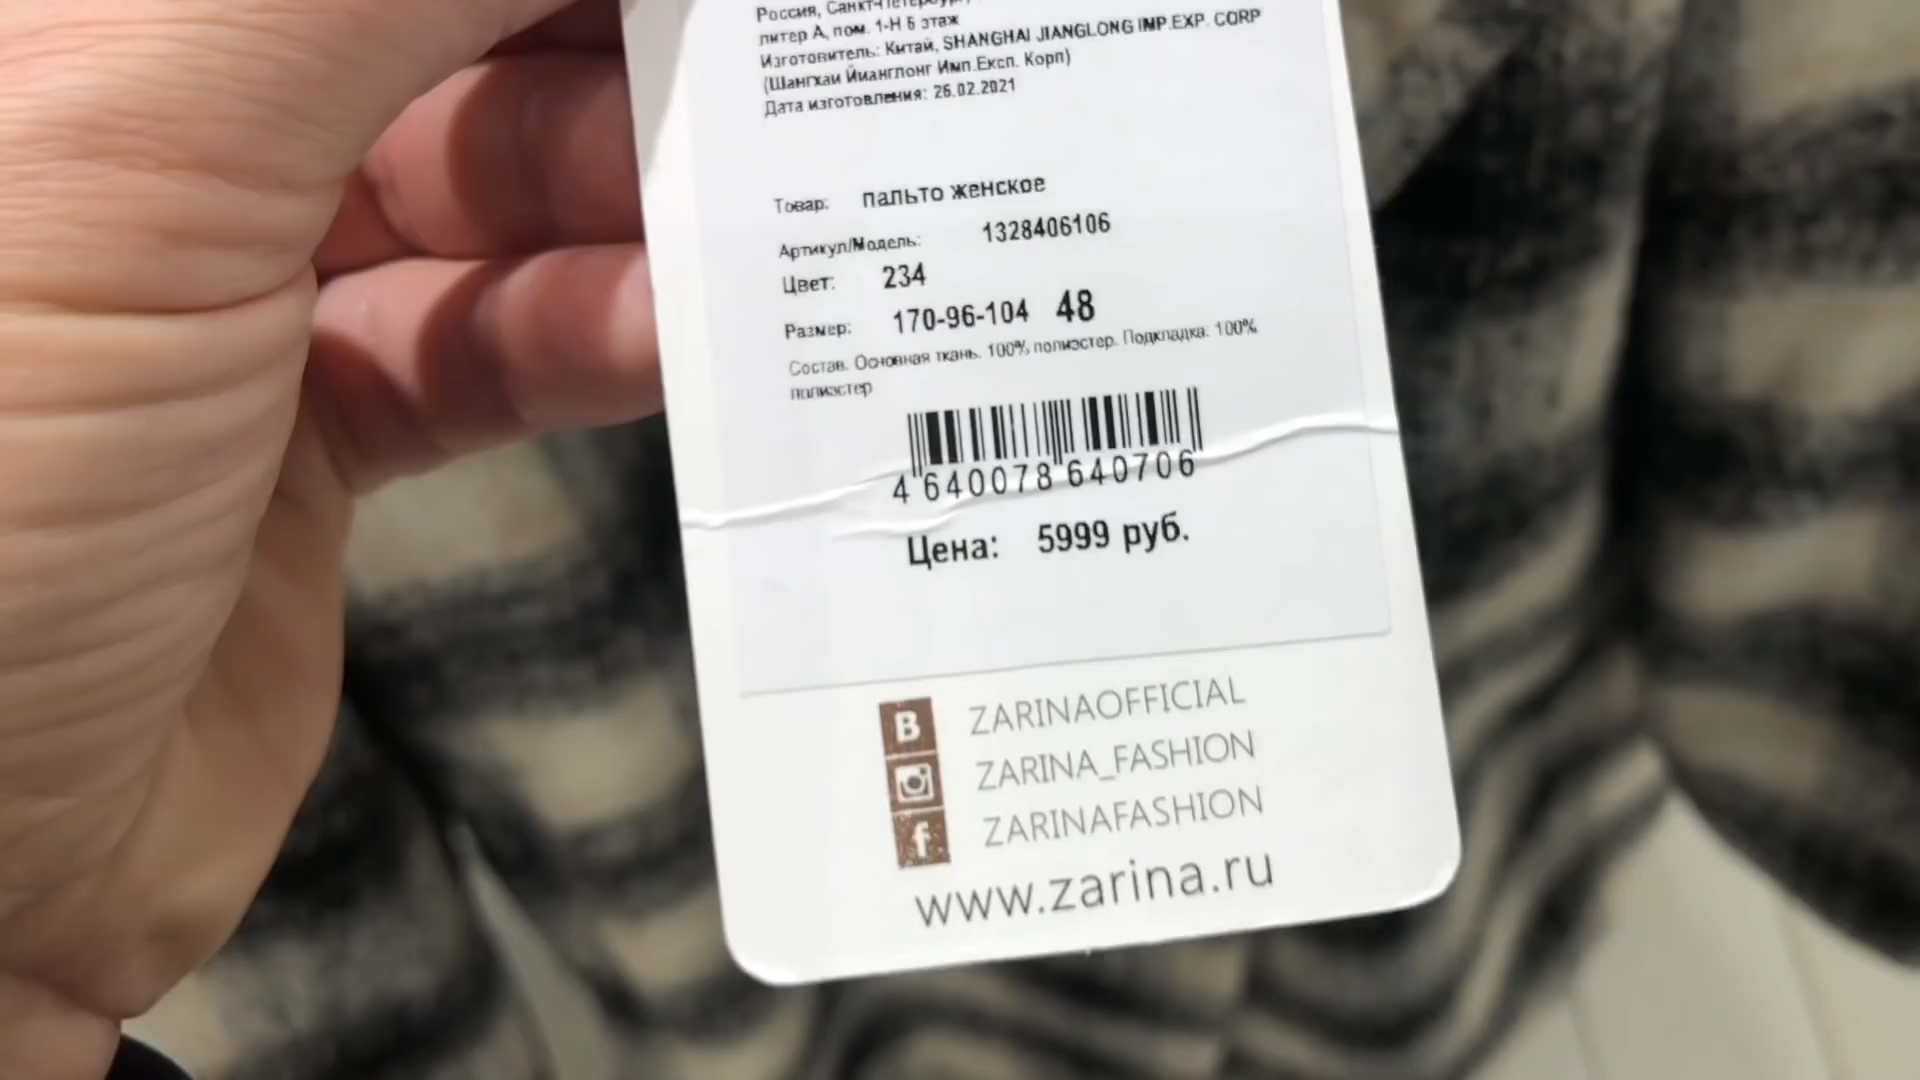 Россия, Санкт-Петербург,
литер А, пом. 1-Н 6 этаж
Изготовитель: Китай, SHANGHAI JIANGLONG IMP.EXP. CORP
(Шангхаи Йианглонг Имп.Експ. Корп)
Дата изготовления: 26.02.2021
Товар: пальто женское
Артикул/Модель: 1328406106
Цвет: 234
Размер: 170-96-104 48
Состав. Основная ткань. 100% полиэстер. Подкладка: 100%
полиэстер
4 640078 640706
Цена: 5999 руб.
B ZARINAOFFICIAL
ZARINA_FASHION
f ZARINAFASHION
www.zarina.ru